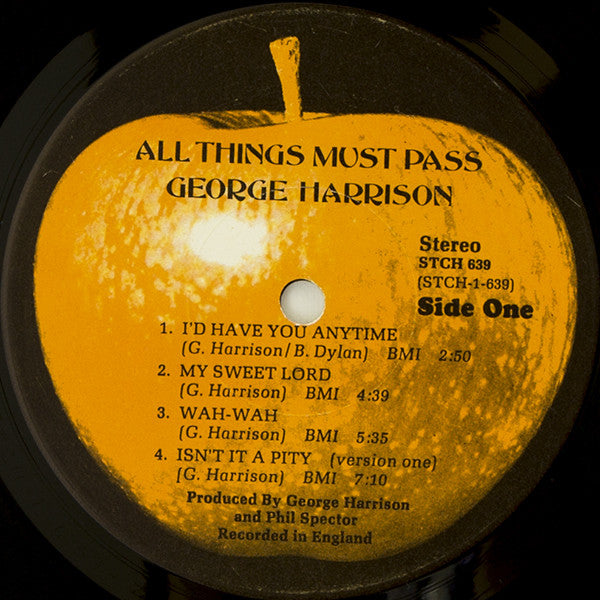 ALL THINGS MUST PASS
GEORGE HARRISON
Stereo
STCH 639
(STCH-1-639)
Side One
1. I'D HAVE YOU ANYTIME
(G. Harrison/B. Dylan) BMI 2:50
2. MY SWEET LORD
(G. Harrison) BMI 4:39
3. WAH-WAH
(G. Harrison) BMI 5:35
4. ISN'T IT A PITY (version one)
(G. Harrison) BMI 7:10
Produced By George Harrison
and Phil Spector
Recorded in England